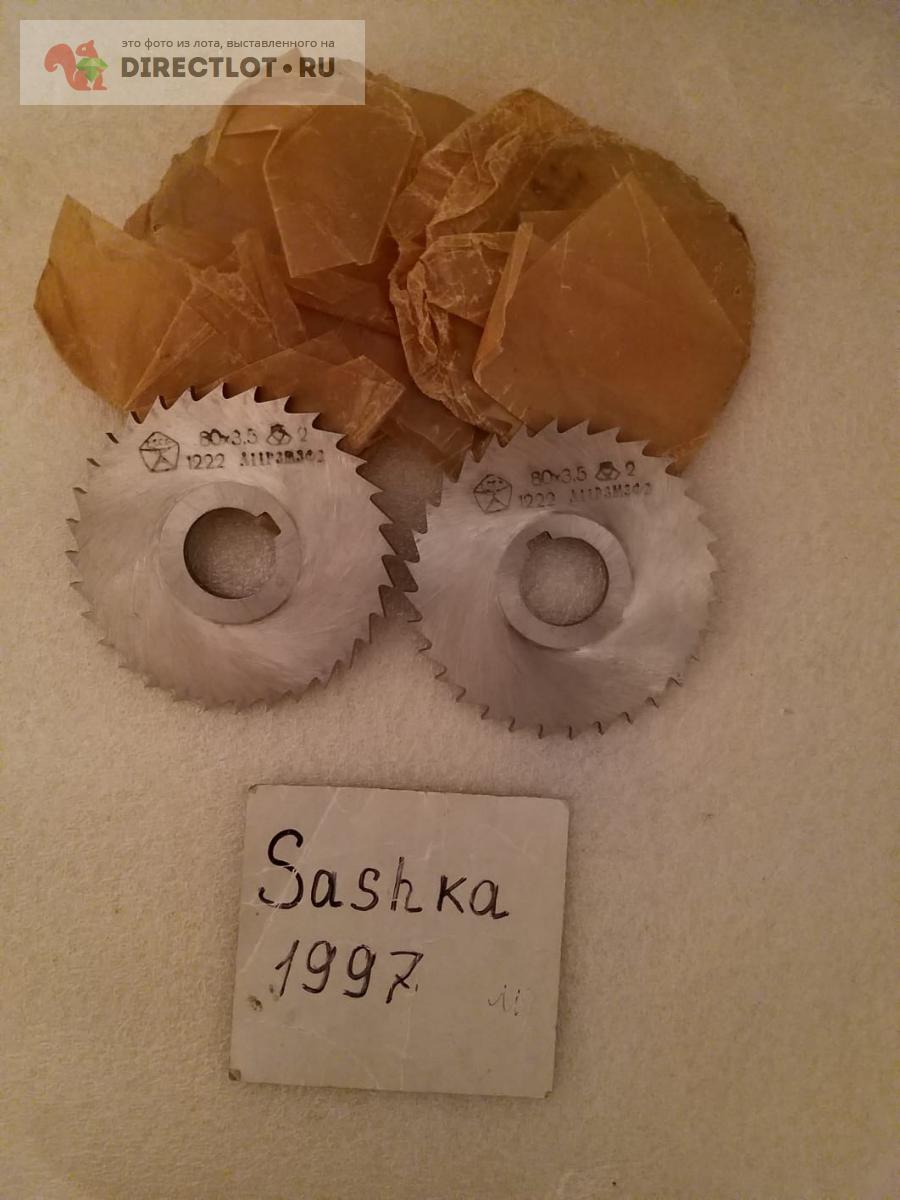 это фото из лота, выставленного на
DIRECTLOT.RU
80×3,5 2
1222
80×3,5 2
1222
Sashka
1997